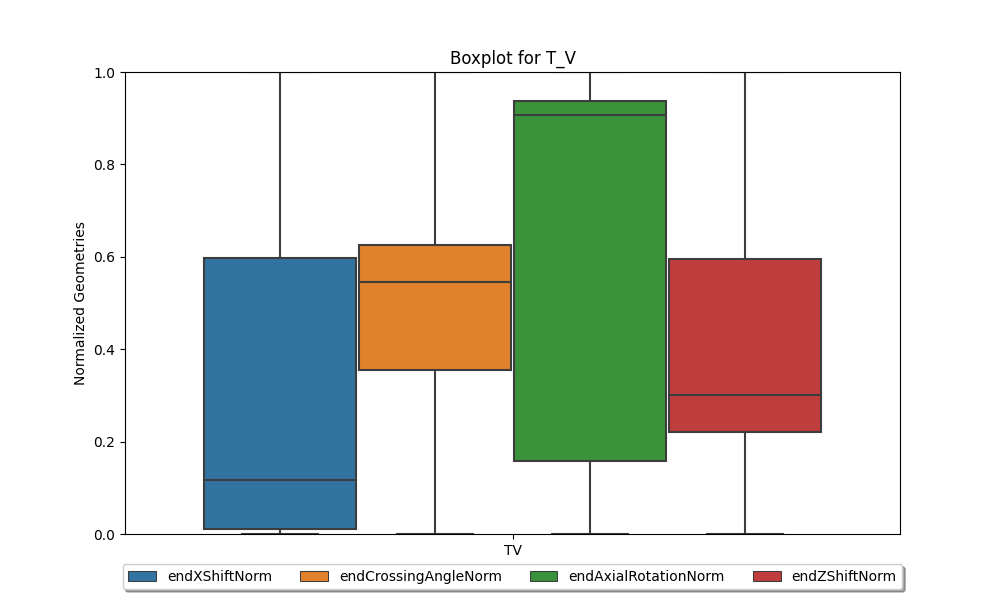 Boxplot for T_V
1.0
0.8
0.6
0.4
0.2
0.0
Normalized Geometries
TV
endXShiftNorm endCrossingAngleNorm endAxialRotationNorm endZShiftNorm